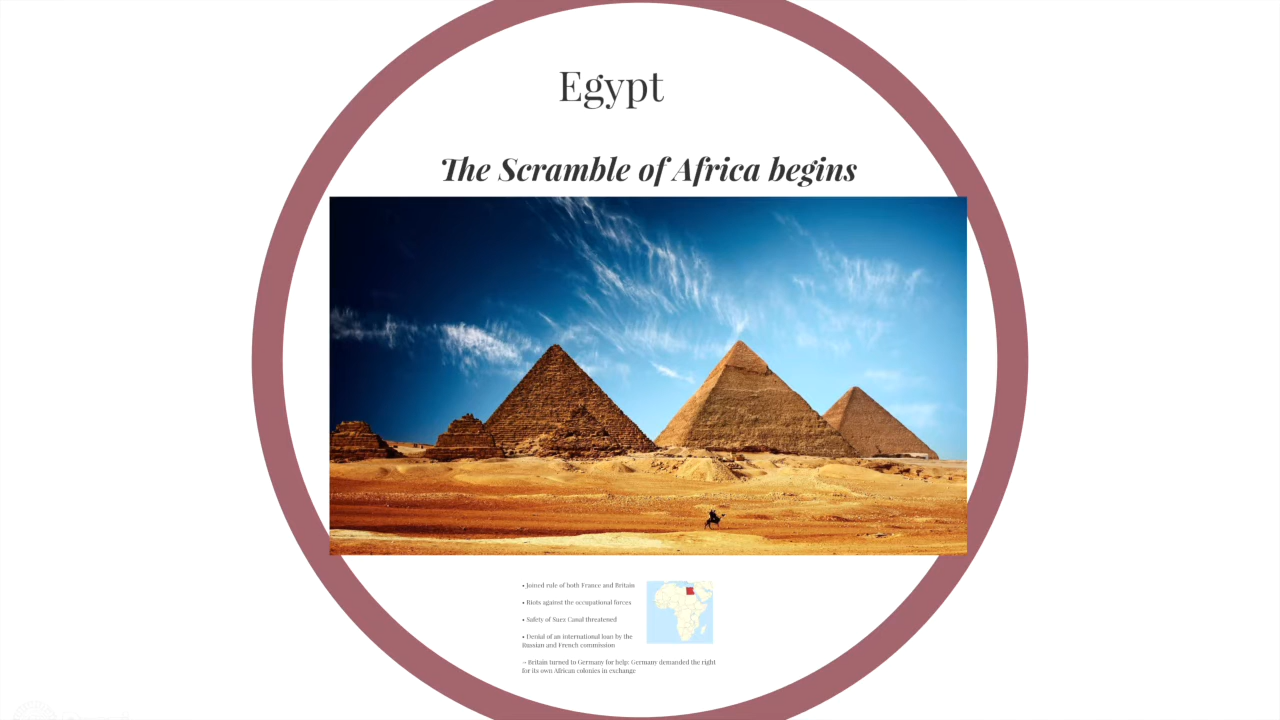 Egypt
The Scramble of Africa begins
• Joined rule of both France and Britain
• Riots against the occupational forces
• Safety of Suez Canal threatened
• Denial of an international loan by the
Russian and French commission
→ Britain turned to Germany for help: Germany demanded the right
for its own African colonies in exchange